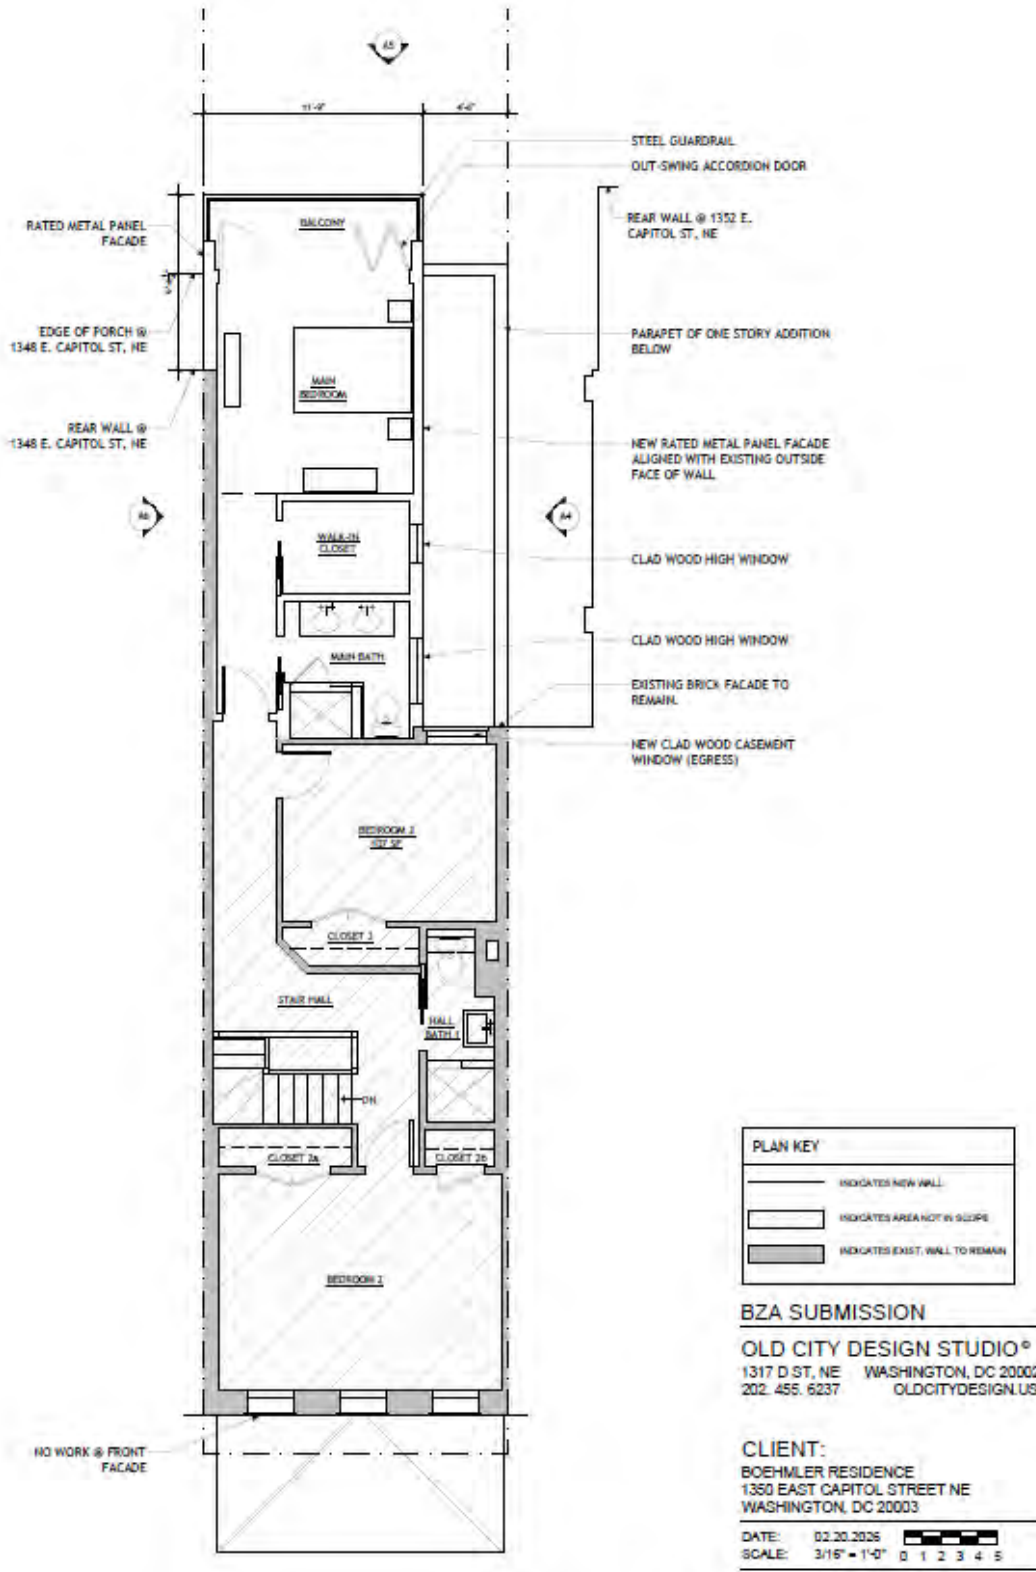 A5
11'-9"
STEEL GUARDRAIL
OUT-SWING ACCORDION DOOR
REAR WALL @ 1352 E.
CAPITOL ST, NE
RATED METAL PANEL
FACADE
BALCONY
EDGE OF PORCH @
1348 E. CAPITOL ST, NE
PARAPET OF ONE STORY ADDITION
BELOW
MAIN
BEDROOM
REAR WALL @
1348 E. CAPITOL ST, NE
NEW RATED METAL PANEL FACADE
ALIGNED WITH EXISTING OUTSIDE
FACE OF WALL
A6
A4
WALK-IN
CLOSET
CLAD WOOD HIGH WINDOW
CLAD WOOD HIGH WINDOW
MAIN BATH
EXISTING BRICK FACADE TO
REMAIN.
NEW CLAD WOOD CASEMENT
WINDOW (EGRESS)
BEDROOM 3
CLOSET 3
STAIR HALL
HALL
BATH 1
DN
CLOSET 2a
CLOSET 2b
BEDROOM 2
NO WORK @ FRONT
FACADE
PLAN KEY
INDICATES NEW WALL
INDICATES AREA NOT IN SCOPE
INDICATES EXIST. WALL TO REMAIN
BZA SUBMISSION
OLD CITY DESIGN STUDIO©
1317 D ST, NE WASHINGTON, DC 20002
202. 455. 6237 OLDCITYDESIGN.US
CLIENT:
BOEHMLER RESIDENCE
1350 EAST CAPITOL STREET NE
WASHINGTON, DC 20003
DATE: 02.20.2026
SCALE: 3/16" = 1'-0" 0 1 2 3 4 5